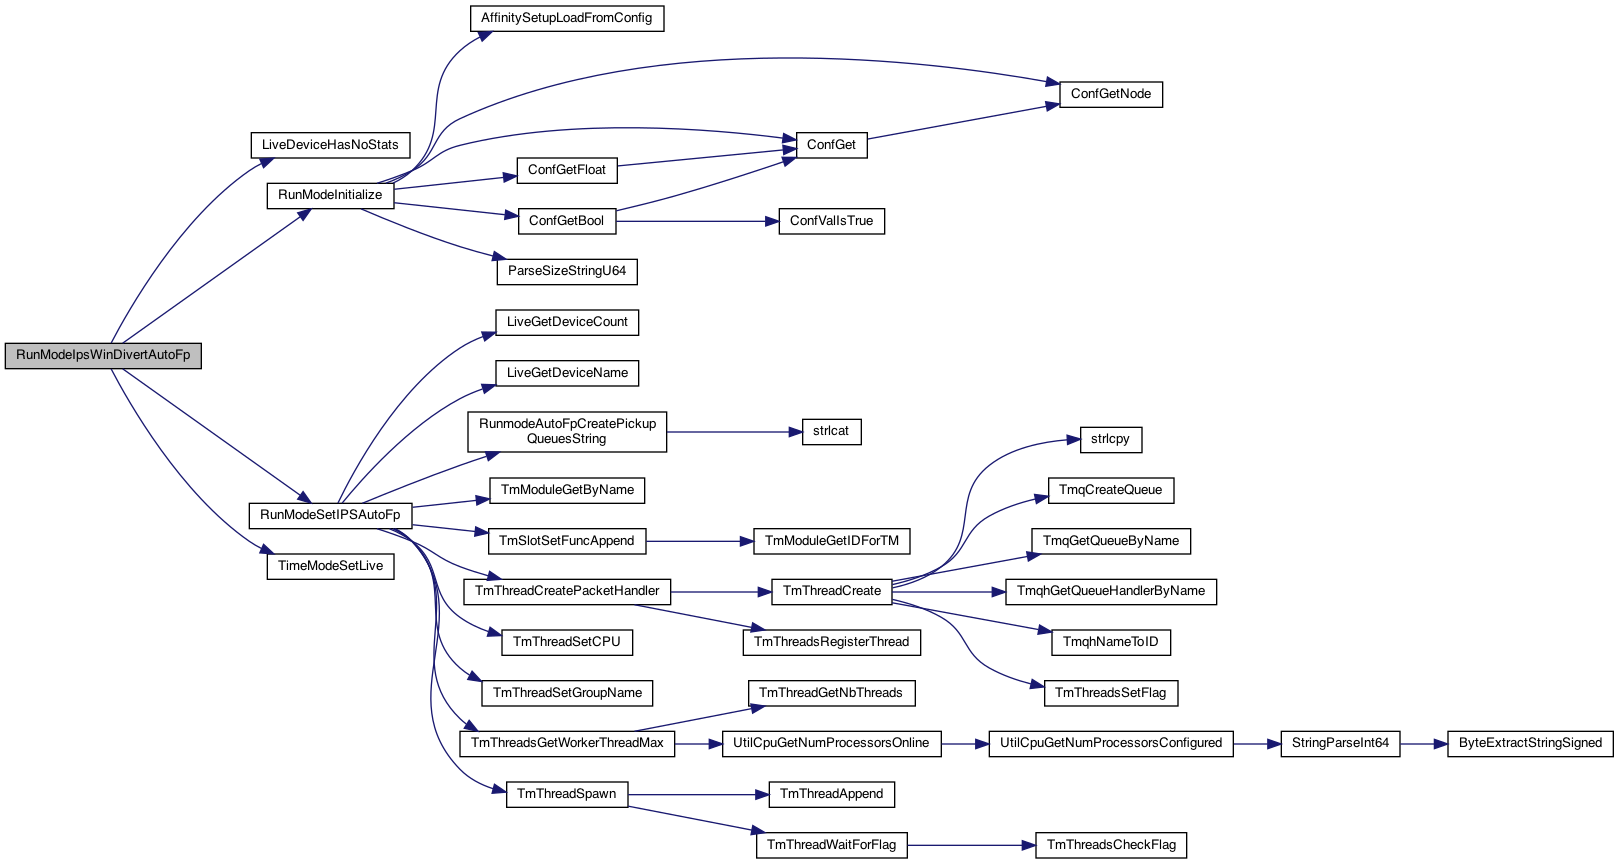 AffinitySetupLoadFromConfig
ConfGetNode
LiveDeviceHasNoStats
ConfGet
ConfGetFloat
RunModeInitialize
ConfGetBool
ConfValIsTrue
ParseSizeStringU64
LiveGetDeviceCount
RunModeIpsWinDivertAutoFp
LiveGetDeviceName
RunmodeAutoFpCreatePickup
QueuesString
strlcat
strlcpy
TmModuleGetByName
TmqCreateQueue
RunModeSetIPSAutoFp
TmSlotSetFuncAppend
TmModuleGetIDForTM
TmqGetQueueByName
TimeModeSetLive
TmThreadCreatePacketHandler
TmThreadCreate
TmqhGetQueueHandlerByName
TmThreadSetCPU
TmThreadsRegisterThread
TmqhNameToID
TmThreadSetGroupName
TmThreadGetNbThreads
TmThreadsSetFlag
TmThreadsGetWorkerThreadMax
UtilCpuGetNumProcessorsOnline
UtilCpuGetNumProcessorsConfigured
StringParseInt64
ByteExtractStringSigned
TmThreadSpawn
TmThreadAppend
TmThreadWaitForFlag
TmThreadsCheckFlag